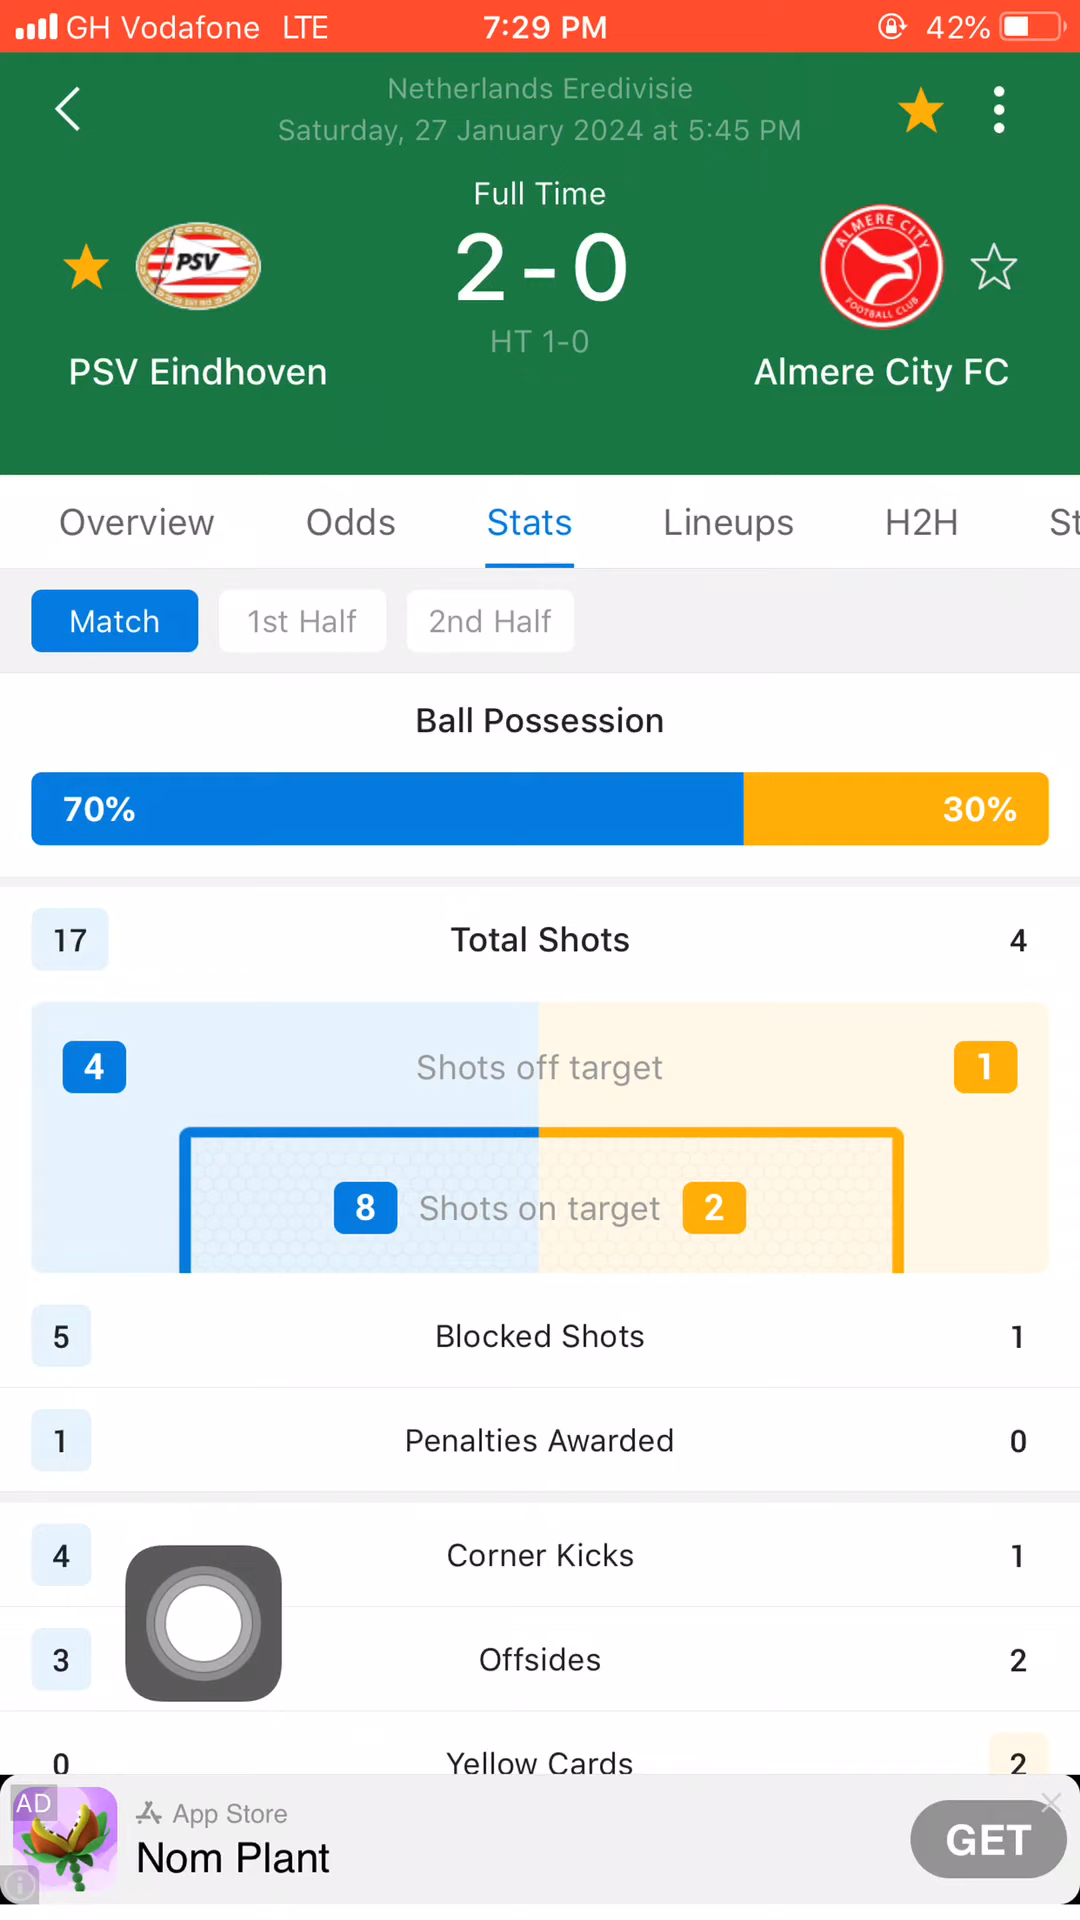 GH Vodafone LTE 7:29 PM 42%
Netherlands Eredivisie
Saturday, 27 January 2024 at 5:45 PM
Full Time
2-0
HT 1-0
PSV
ALMERE CITY
FOOTBALL CLUB
PSV Eindhoven Almere City FC
Overview Odds Stats Lineups H2H St
Match 1st Half 2nd Half
Ball Possession
70% 30%
17 Total Shots 4
4 Shots off target 1
8 Shots on target 2
5 Blocked Shots 1
1 Penalties Awarded 0
4 Corner Kicks 1
3 Offsides 2
0 Yellow Cards 2
AD App Store
Nom Plant
GET